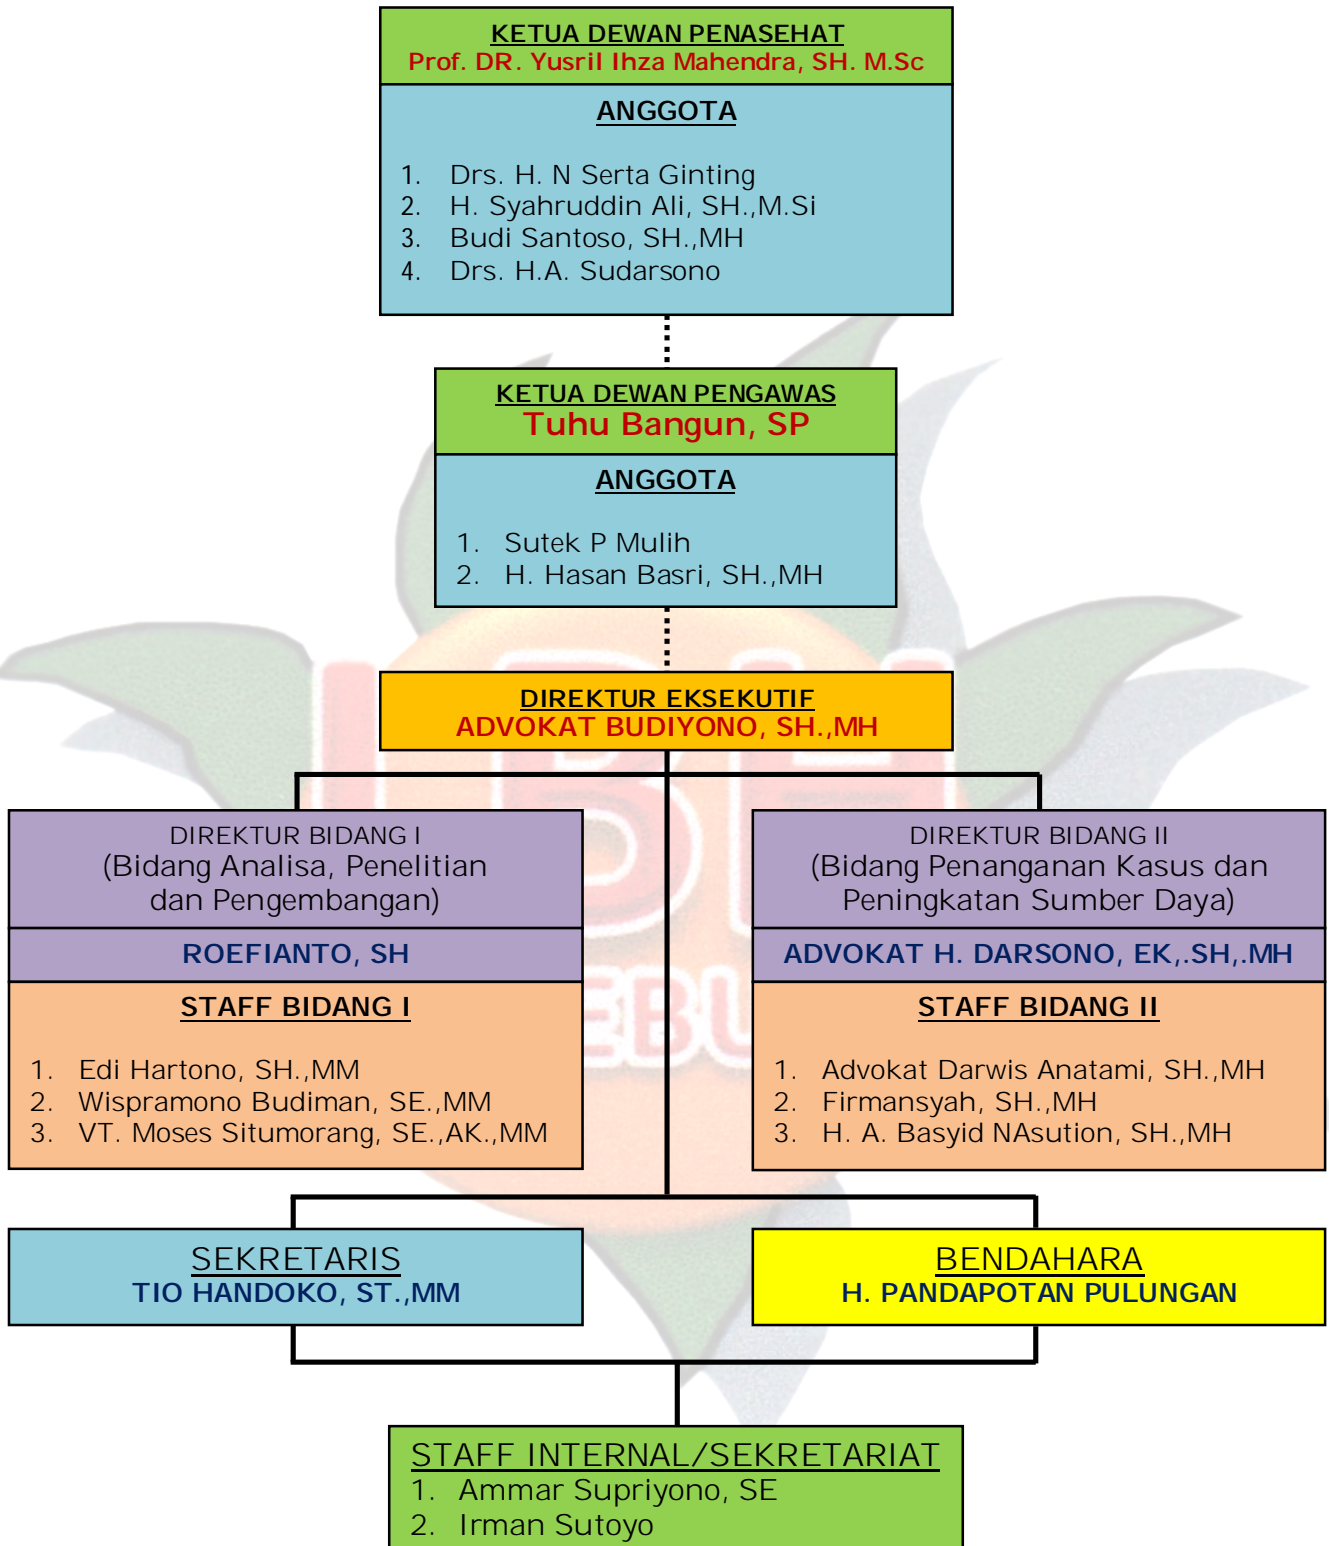 KETUA DEWAN PENASEHAT
Prof. DR. Yusril Ihza Mahendra, SH. M.Sc
ANGGOTA
1. Drs. H. N Serta Ginting
2. H. Syahruddin Ali, SH.,M.Si
3. Budi Santoso, SH.,MH
4. Drs. H.A. Sudarsono
KETUA DEWAN PENGAWAS
Tuhu Bangun, SP
ANGGOTA
1. Sutek P Mulih
2. H. Hasan Basri, SH.,MH
DIREKTUR EKSEKUTIF
ADVOKAT BUDIYONO, SH.,MH
DIREKTUR BIDANG I
(Bidang Analisa, Penelitian
dan Pengembangan)
ROEFIANTO, SH
STAFF BIDANG I
1. Edi Hartono, SH.,MM
2. Wispramono Budiman, SE.,MM
3. VT. Moses Situmorang, SE.,AK.,MM
DIREKTUR BIDANG II
(Bidang Penanganan Kasus dan
Peningkatan Sumber Daya)
ADVOKAT H. DARSONO, EK,.SH,.MH
STAFF BIDANG II
1. Advokat Darwis Anatami, SH.,MH
2. Firmansyah, SH.,MH
3. H. A. Basyid NAsution, SH.,MH
SEKRETARIS
TIO HANDOKO, ST.,MM
BENDAHARA
H. PANDAPOTAN PULUNGAN
STAFF INTERNAL/SEKRETARIAT
1. Ammar Supriyono, SE
2. Irman Sutoyo